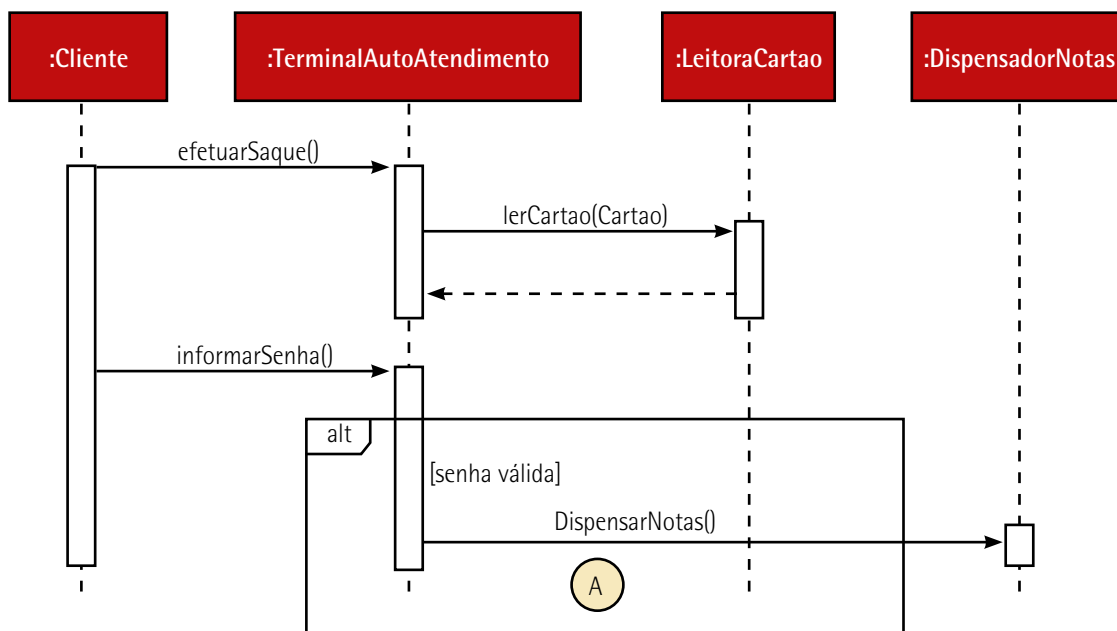 :Cliente
:TerminalAutoAtendimento
:LeitoraCartao
:DispensadorNotas
efetuarSaque()
lerCartao(Cartao)
informarSenha()
alt
[senha válida]
DispensarNotas()
A